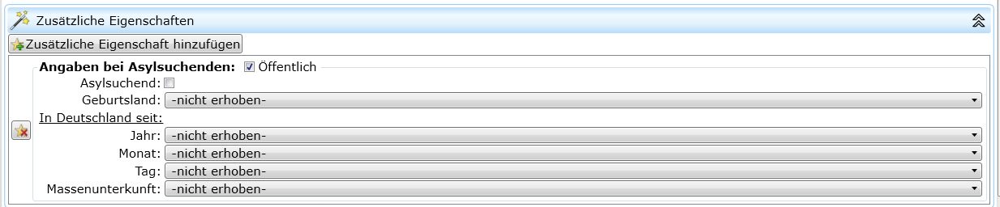 Zusätzliche Eigenschaften
Zusätzliche Eigenschaft hinzufügen
Angaben bei Asylsuchenden: Öffentlich
Asylsuchend:
Geburtsland: -nicht erhoben-
In Deutschland seit:
Jahr: -nicht erhoben-
Monat: -nicht erhoben-
Tag: -nicht erhoben-
Massenunterkunft: -nicht erhoben-